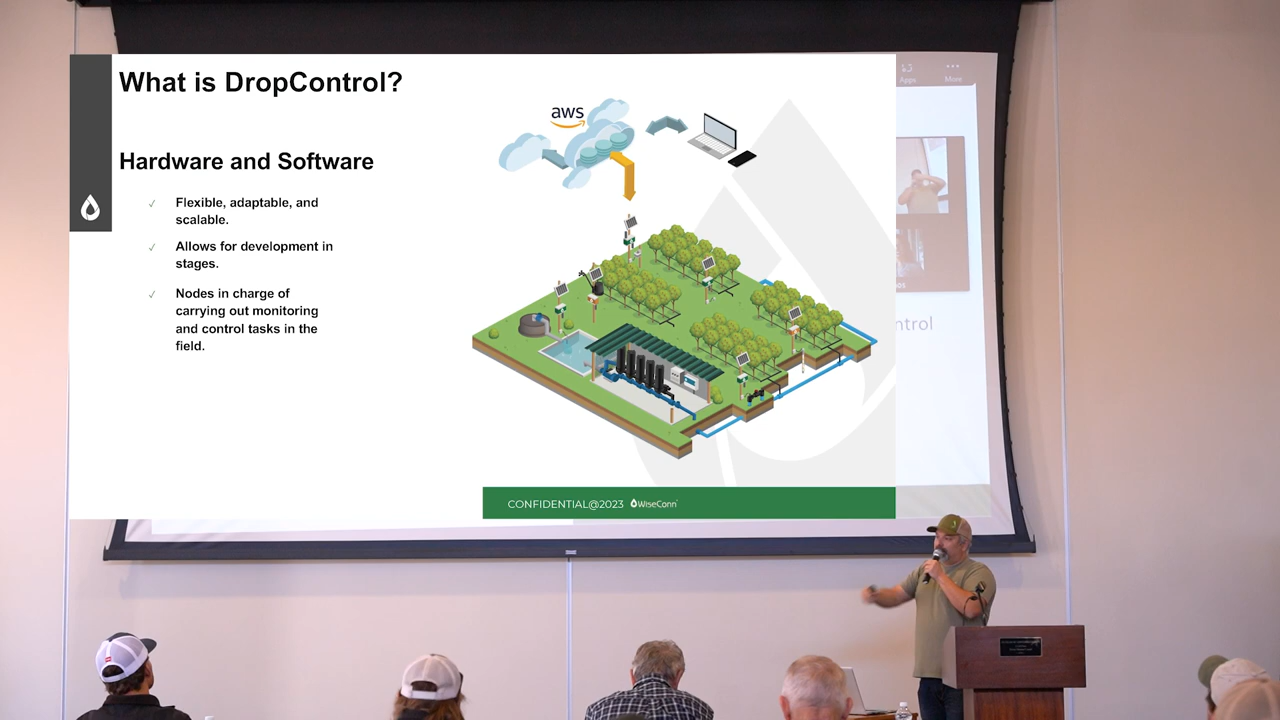 What is DropControl?
Hardware and Software
✓ Flexible, adaptable, and
scalable.
✓ Allows for development in
stages.
✓ Nodes in charge of
carrying out monitoring
and control tasks in the
field.
aws
CONFIDENTIAL@2023 WiseConn
Apps
More
ntrol